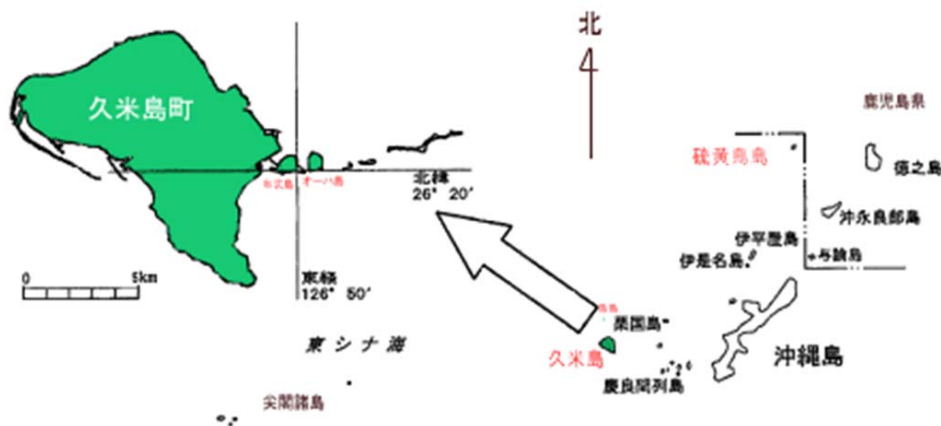 久米島町
オーハ島
北緯
26° 20′
東経
126° 50′
0
5km
東シナ海
尖閣諸島
北
鹿児島県
硫黄鳥島
徳之島
沖永良部島
与論島
伊平屋島
伊是名島
鳥島
粟国島
久米島
慶良間列島
沖縄島